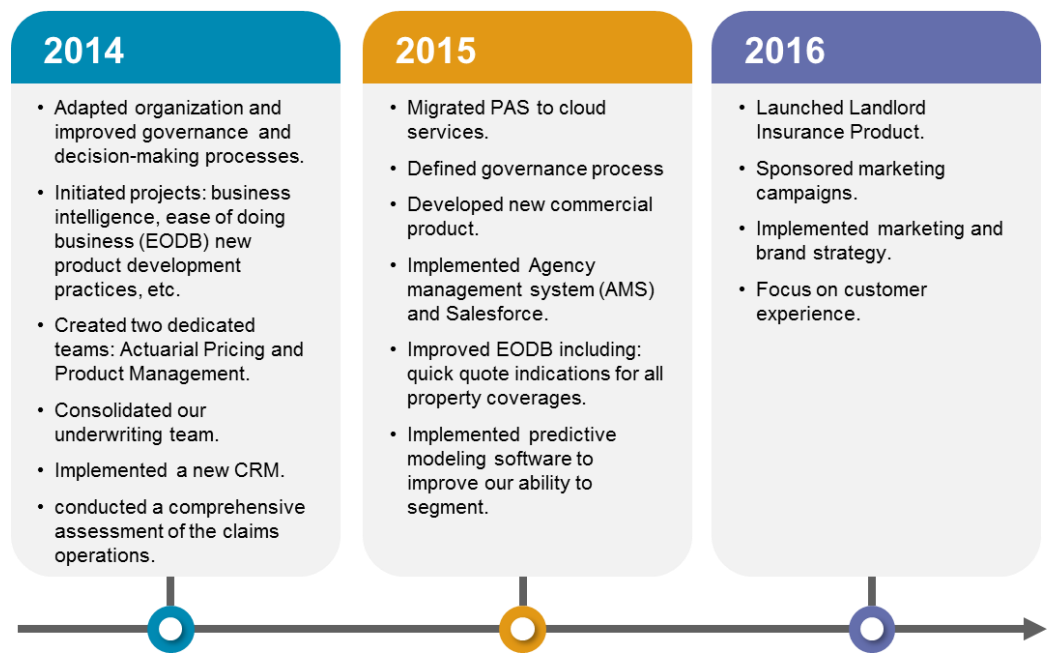 2014
• Adapted organization and
improved governance and
decision-making processes.
• Initiated projects: business
intelligence, ease of doing
business (EODB) new
product development
practices, etc.
• Created two dedicated
teams: Actuarial Pricing and
Product Management.
• Consolidated our
underwriting team.
• Implemented a new CRM.
• conducted a comprehensive
assessment of the claims
operations.
2015
• Migrated PAS to cloud
services.
• Defined governance process
• Developed new commercial
product.
• Implemented Agency
management system (AMS)
and Salesforce.
• Improved EODB including:
quick quote indications for all
property coverages.
• Implemented predictive
modeling software to
improve our ability to
segment.
2016
• Launched Landlord
Insurance Product.
• Sponsored marketing
campaigns.
• Implemented marketing and
brand strategy.
• Focus on customer
experience.